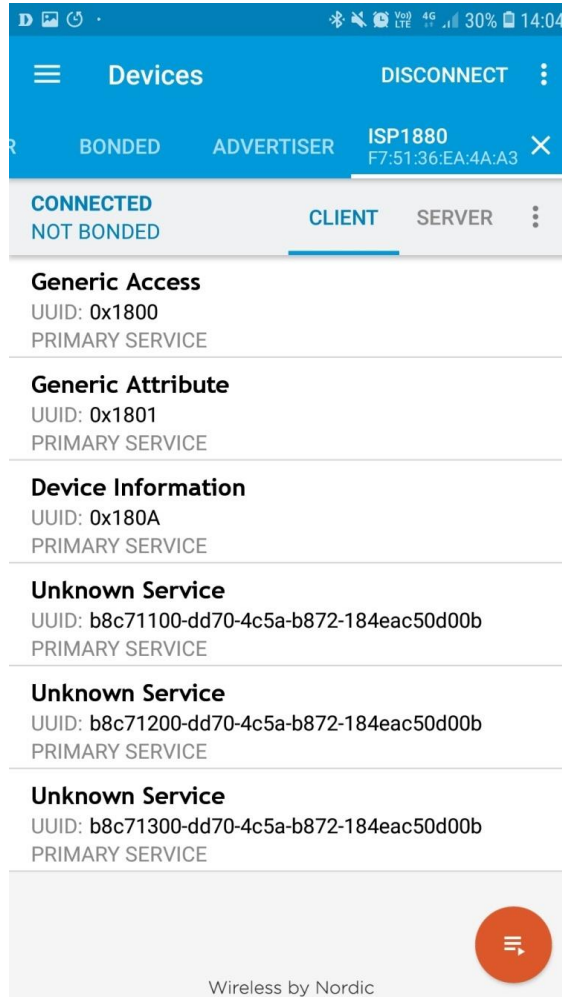 D 30% 14:04
Vo) LTE 4G
Devices DISCONNECT
R BONDED ADVERTISER ISP1880
F7:51:36:EA:4A:A3
CONNECTED
NOT BONDED
CLIENT SERVER
Generic Access
UUID: 0x1800
PRIMARY SERVICE
Generic Attribute
UUID: 0x1801
PRIMARY SERVICE
Device Information
UUID: 0x180A
PRIMARY SERVICE
Unknown Service
UUID: b8c71100-dd70-4c5a-b872-184eac50d00b
PRIMARY SERVICE
Unknown Service
UUID: b8c71200-dd70-4c5a-b872-184eac50d00b
PRIMARY SERVICE
Unknown Service
UUID: b8c71300-dd70-4c5a-b872-184eac50d00b
PRIMARY SERVICE
Wireless by Nordic